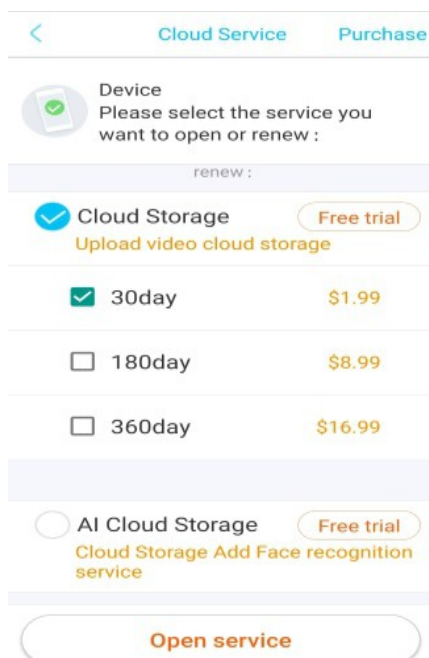 Cloud Service Purchase
Device
Please select the service you
want to open or renew :
renew :
Cloud Storage Free trial
Upload video cloud storage
30day $1.99
180day $8.99
360day $16.99
AI Cloud Storage Free trial
Cloud Storage Add Face recognition
service
Open service